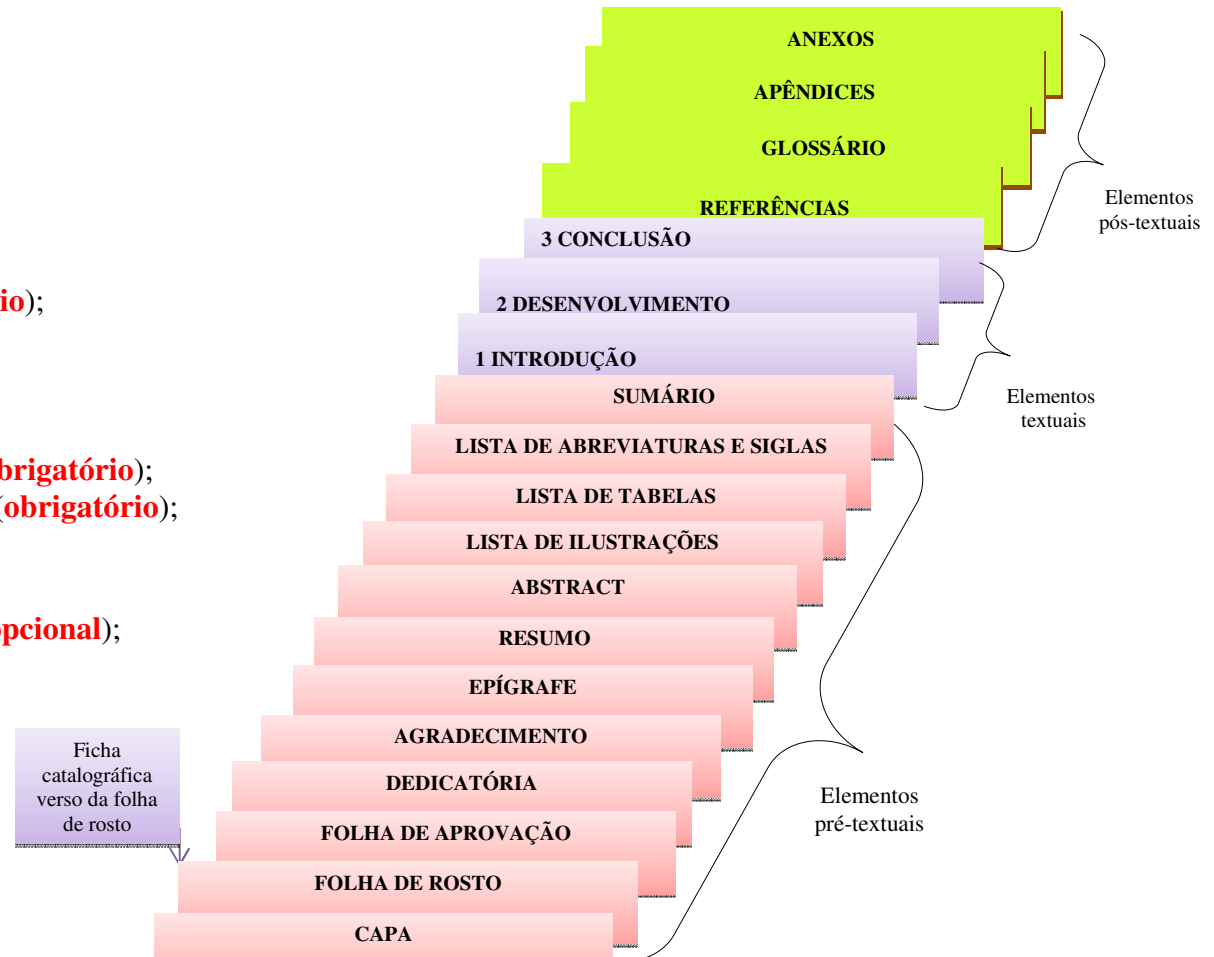 ANEXOS
APÊNDICES
GLOSSÁRIO
REFERÊNCIAS
Elementos
pós-textuais
3 CONCLUSÃO
io);
2 DESENVOLVIMENTO
1 INTRODUÇÃO
Elementos
textuais
SUMÁRIO
LISTA DE ABREVIATURAS E SIGLAS
brigatório);
LISTA DE TABELAS
(obrigatório);
LISTA DE ILUSTRAÇÕES
ABSTRACT
opcional);
RESUMO
EPÍGRAFE
AGRADECIMENTO
Ficha
catalográfica
verso da folha
de rosto
DEDICATÓRIA
Elementos
pré-textuais
FOLHA DE APROVAÇÃO
FOLHA DE ROSTO
CAPA